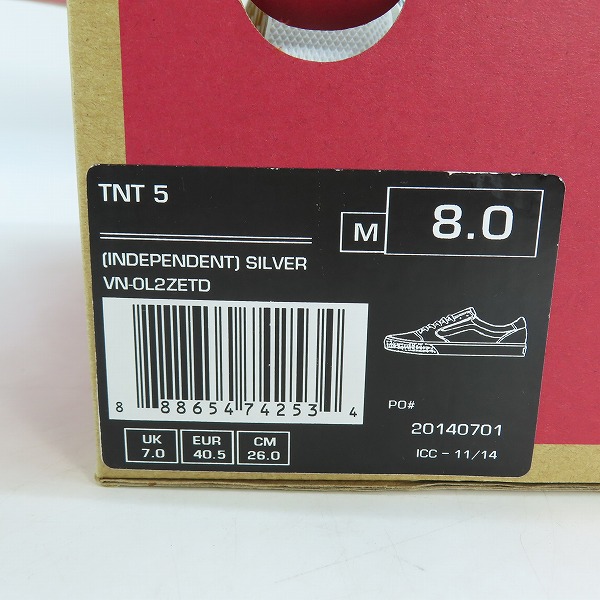 TNT 5
M
8.0
(INDEPENDENT) SILVER
VN-0L2ZETD
8 88654 74253 4
PO#
20140701
ICC - 11/14
UK
7.0
EUR
40.5
CM
26.0